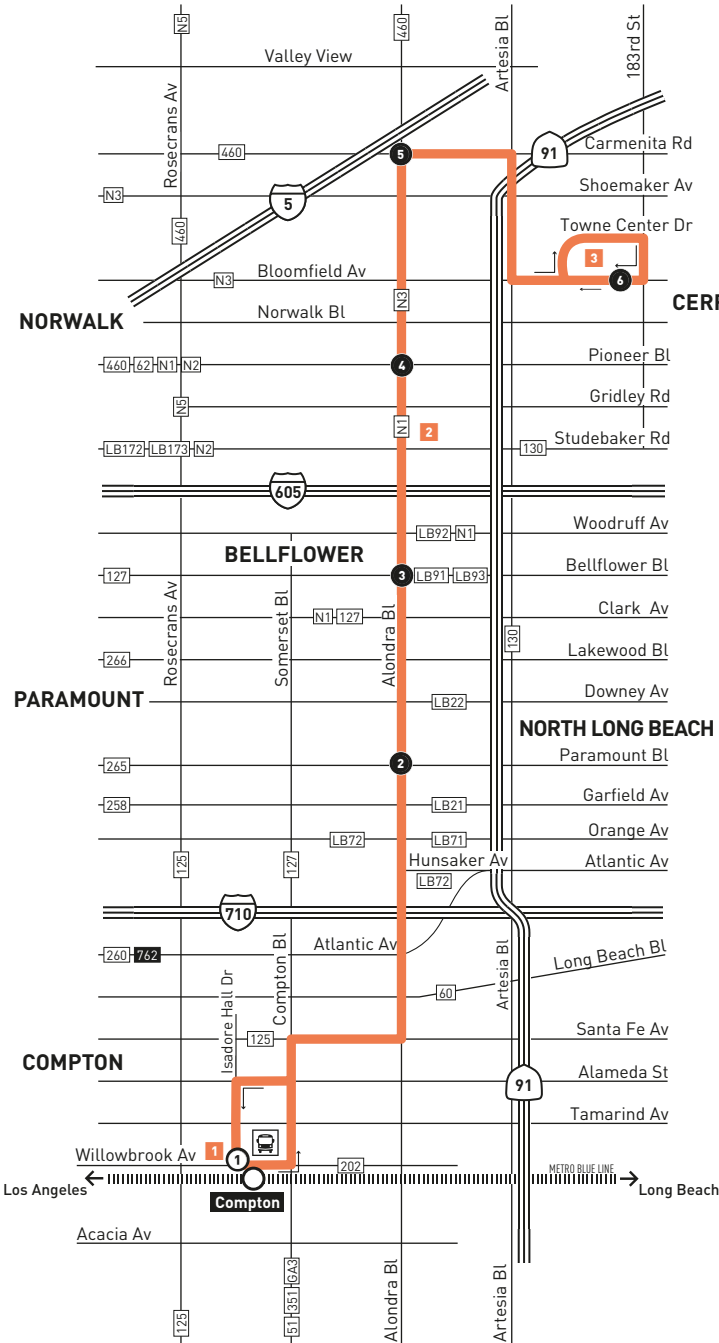 N5
460
Artesia Bl
183rd St
Valley View
Rosecrans Av
460
5
91
Carmenita Rd
N3
5
Shoemaker Av
460
Towne Center Dr
3
N3
Bloomfield Av
6
NORWALK
Norwalk Bl
N3
CERR
460
62
N1
N2
4
Pioneer Bl
N5
Gridley Rd
N1
2
LB172
LB173
N2
130
Studebaker Rd
605
LB92
N1
Woodruff Av
BELLFLOWER
127
3
LB91
LB93
Bellflower Bl
Rosecrans Av
Somerset Bl
Alondra Bl
N1
127
Clark Av
130
266
Lakewood Bl
PARAMOUNT
LB22
Downey Av
NORTH LONG BEACH
265
2
Paramount Bl
258
LB21
Garfield Av
LB72
LB71
Orange Av
125
127
Hunsaker Av
Atlantic Av
LB72
710
Compton Bl
Atlantic Av
Artesia Bl
260
762
Long Beach Bl
Isadore Hall Dr
60
125
Santa Fe Av
COMPTON
91
Alameda St
Tamarind Av
1
Willowbrook Av
1
202
METRO BLUE LINE
Los Angeles
Long Beach
Compton
Acacia Av
125
51
351
GA3
Alondra Bl
Artesia Bl